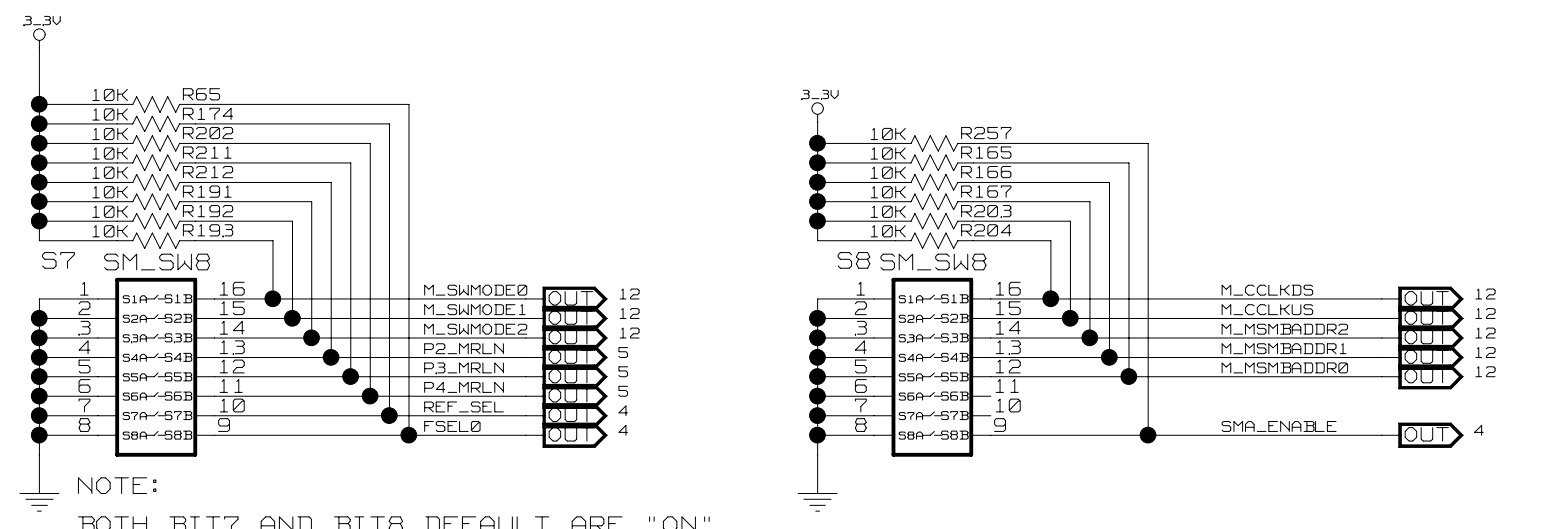 3_3V
10K R65
10K R174
10K R202
10K R211
10K R212
10K R191
10K R192
10K R193
S7 SM_SW8
1 S1A S1B 16 M_SWMODE0 OUT 12
2 S2A S2B 15 M_SWMODE1 OUT 12
3 S3A S3B 14 M_SWMODE2 OUT 12
4 S4A S4B 13 P2_MRLN OUT 5
5 S5A S5B 12 P3_MRLN OUT 5
6 S6A S6B 11 P4_MRLN OUT 5
7 S7A S7B 10 REF_SEL OUT 4
8 S8A S8B 9 FSEL0 OUT 4
NOTE:
BOTH BIT7 AND BIT8 DEFAULT ARE "ON"
3_3V
10K R257
10K R165
10K R166
10K R167
10K R203
10K R204
S8 SM_SW8
1 S1A S1B 16 M_CCLKDS OUT 12
2 S2A S2B 15 M_CCLKUS OUT 12
3 S3A S3B 14 M_MSMBADDR2 OUT 12
4 S4A S4B 13 M_MSMBADDR1 OUT 12
5 S5A S5B 12 M_MSMBADDR0 OUT 12
6 S6A S6B 11
7 S7A S7B 10
8 S8A S8B 9 SMA_ENABLE OUT 4